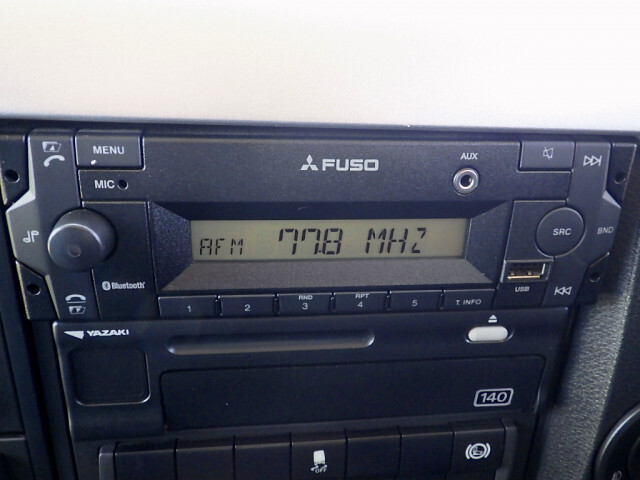 MENU
FUSO
AUX
MIC
SRC
BND
AFM 77.8 MHZ
Bluetooth
USB
1 2 RND 3 RPT 4 5 T. INFO
YAZAKI
140
OFF